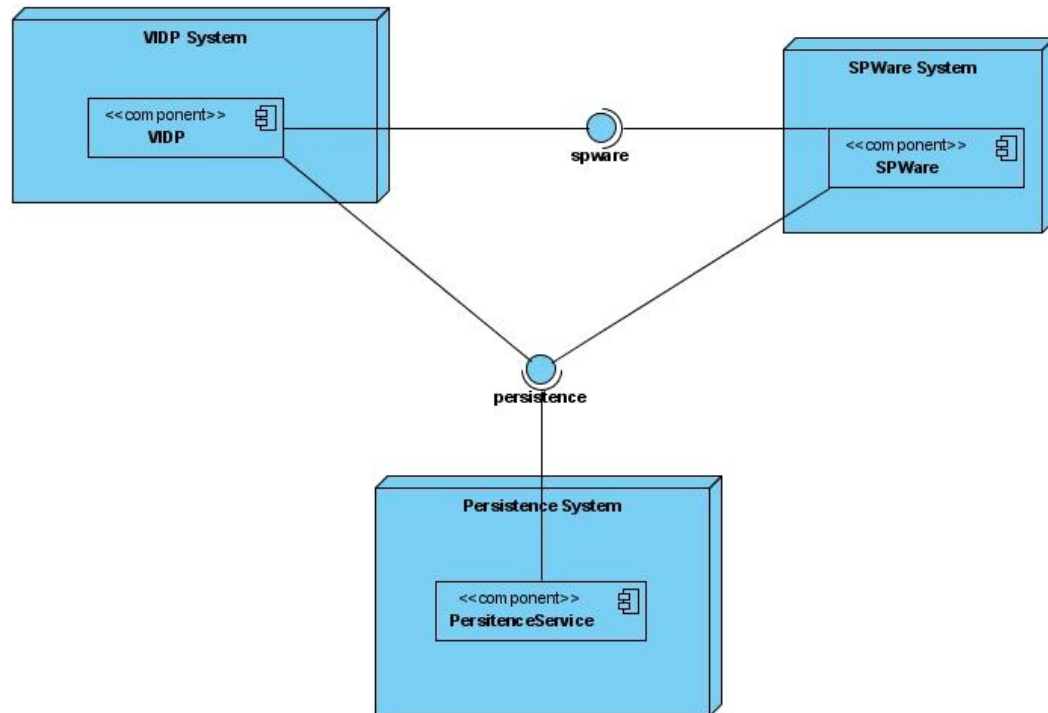 VIDP System
<<component>>
VIDP
SPWare System
<<component>>
SPWare
spware
persistence
Persistence System
<<component>>
PersitenceService